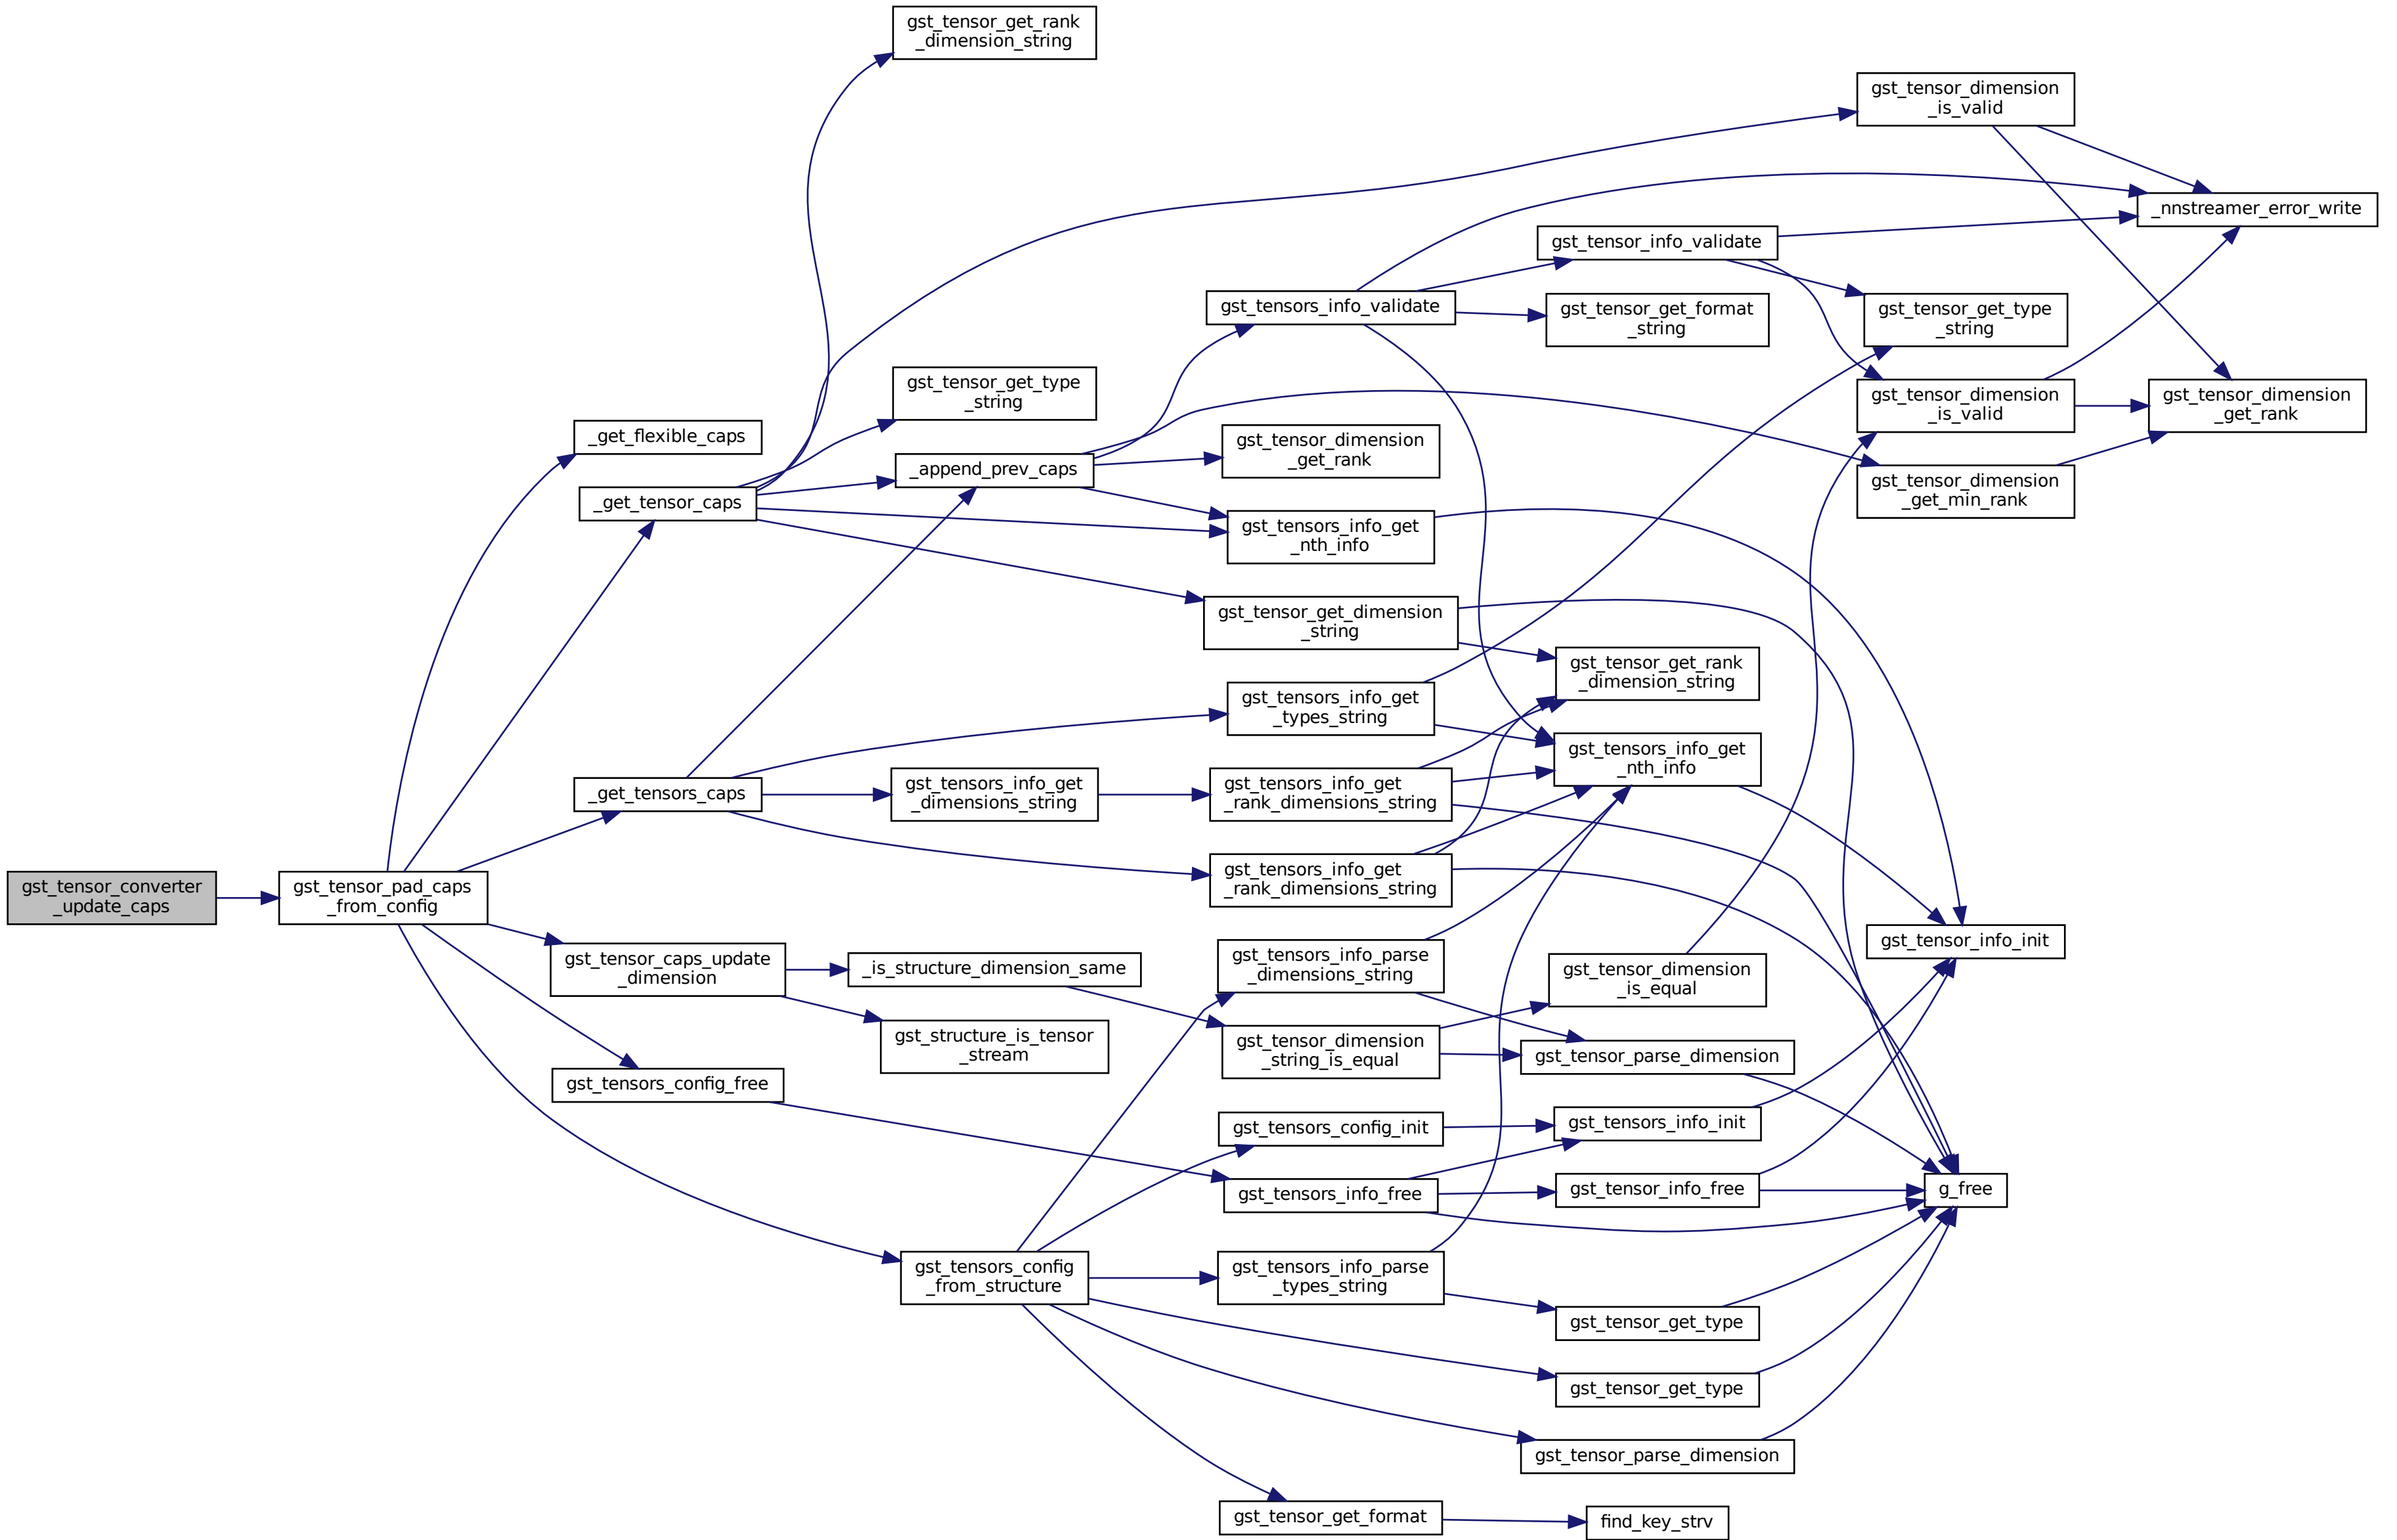 gst_tensor_converter
_update_caps
gst_tensor_pad_caps
_from_config
_get_flexible_caps
_get_tensor_caps
_get_tensors_caps
gst_tensor_caps_update
_dimension
gst_tensors_config_free
gst_tensor_get_rank
_dimension_string
gst_tensor_get_type
_string
_append_prev_caps
gst_tensors_info_get
_dimensions_string
_is_structure_dimension_same
gst_structure_is_tensor
_stream
gst_tensors_config
_from_structure
gst_tensors_info_validate
gst_tensor_dimension
_get_rank
gst_tensors_info_get
_nth_info
gst_tensor_get_dimension
_string
gst_tensors_info_get
_types_string
gst_tensors_info_get
_rank_dimensions_string
gst_tensors_info_get
_rank_dimensions_string
gst_tensors_info_parse
_dimensions_string
gst_tensor_dimension
_string_is_equal
gst_tensors_config_init
gst_tensors_info_free
gst_tensors_info_parse
_types_string
gst_tensor_get_format
gst_tensor_info_validate
gst_tensor_get_format
_string
gst_tensor_get_rank
_dimension_string
gst_tensors_info_get
_nth_info
gst_tensor_dimension
_is_equal
gst_tensor_parse_dimension
gst_tensors_info_init
gst_tensor_info_free
gst_tensor_get_type
gst_tensor_get_type
gst_tensor_parse_dimension
find_key_strv
gst_tensor_dimension
_is_valid
gst_tensor_get_type
_string
gst_tensor_dimension
_is_valid
gst_tensor_dimension
_get_min_rank
gst_tensor_info_init
g_free
_nnstreamer_error_write
gst_tensor_dimension
_get_rank